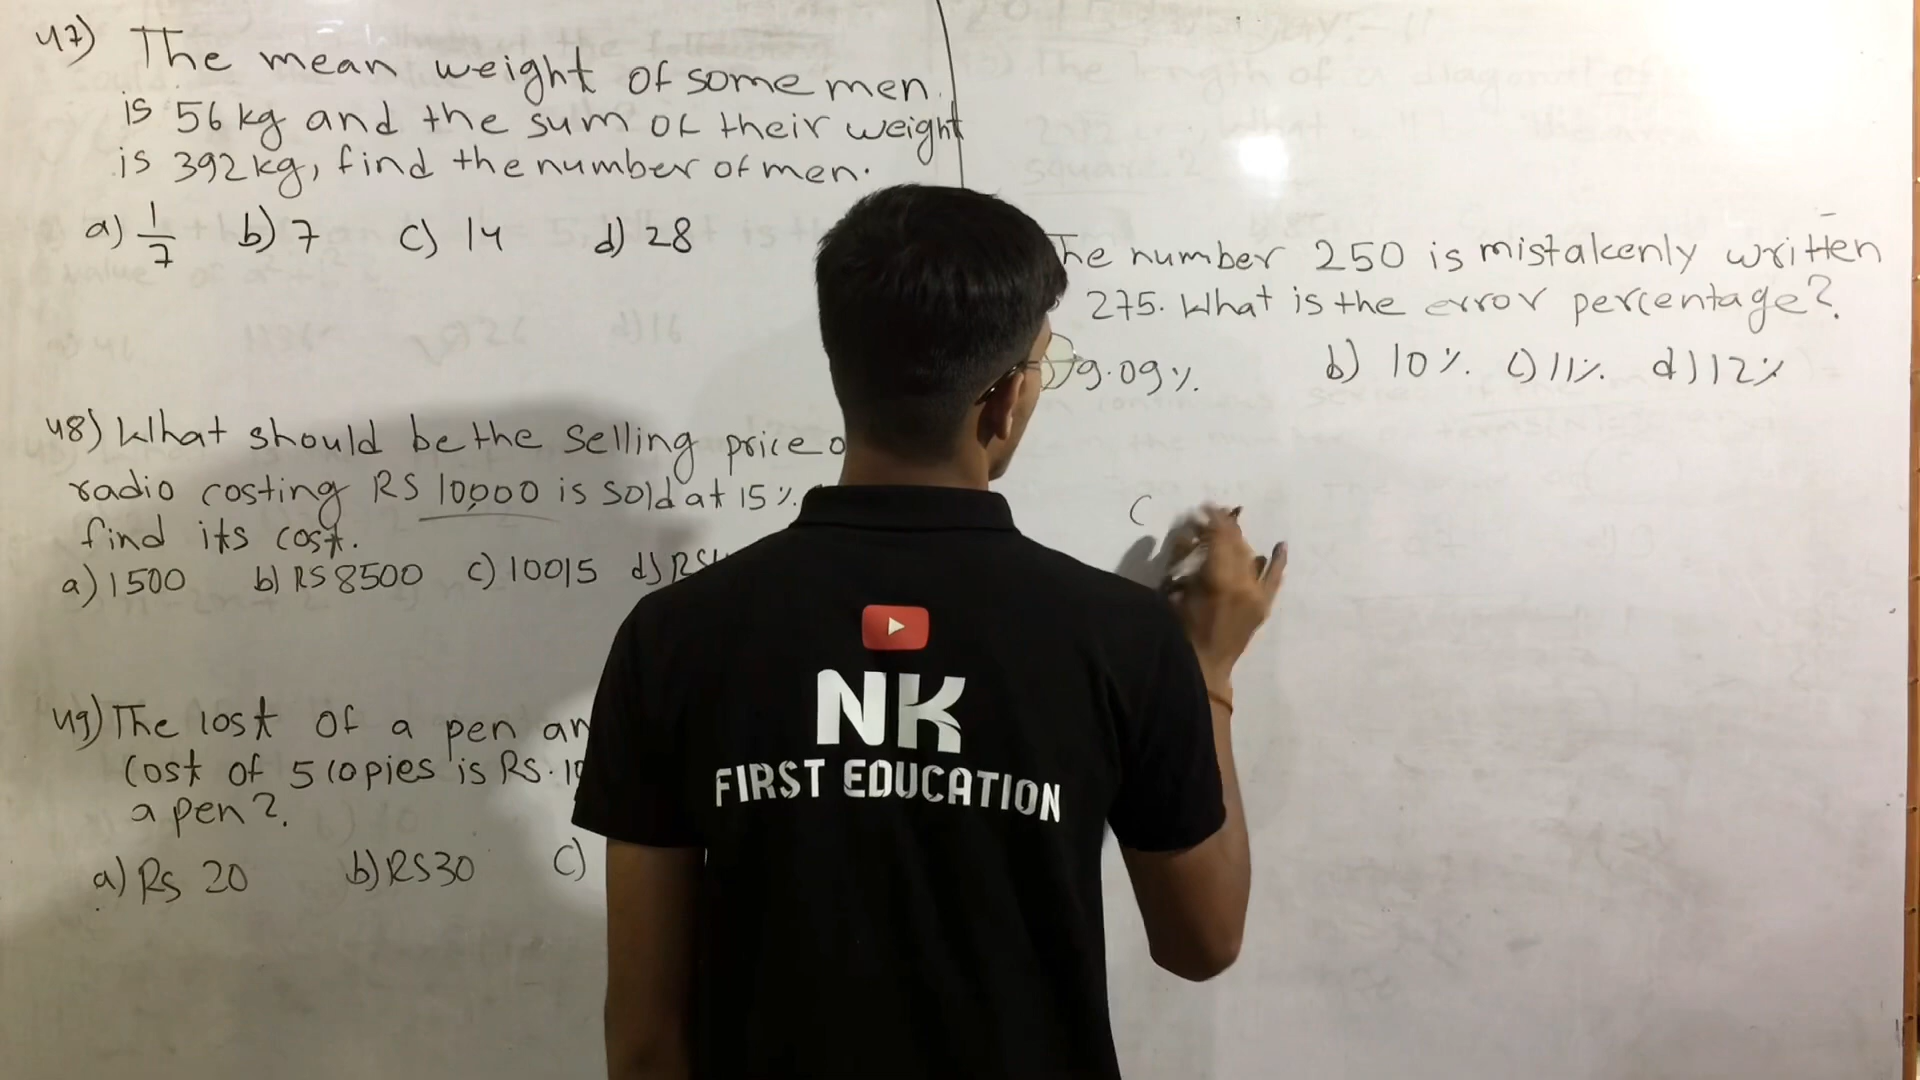 47) The mean weight of some men
is 56 kg and the sum of their weight
is 392 kg, find the number of men.
a) 1/7 b) 7 c) 14 d) 28
48) What should be the selling price
radio costing RS 10,000 is sold at 15%
find its cost.
a) 1500 b) RS 8500 c) 10015 d) RS
49) The cost of a pen
cost of 5 copies is Rs.
a pen?
a) Rs 20 b) RS 30 c)
The number 250 is mistakenly written
275. What is the error percentage?
9.09% b) 10% c) 11% d) 12%
(
NK
FIRST EDUCATION